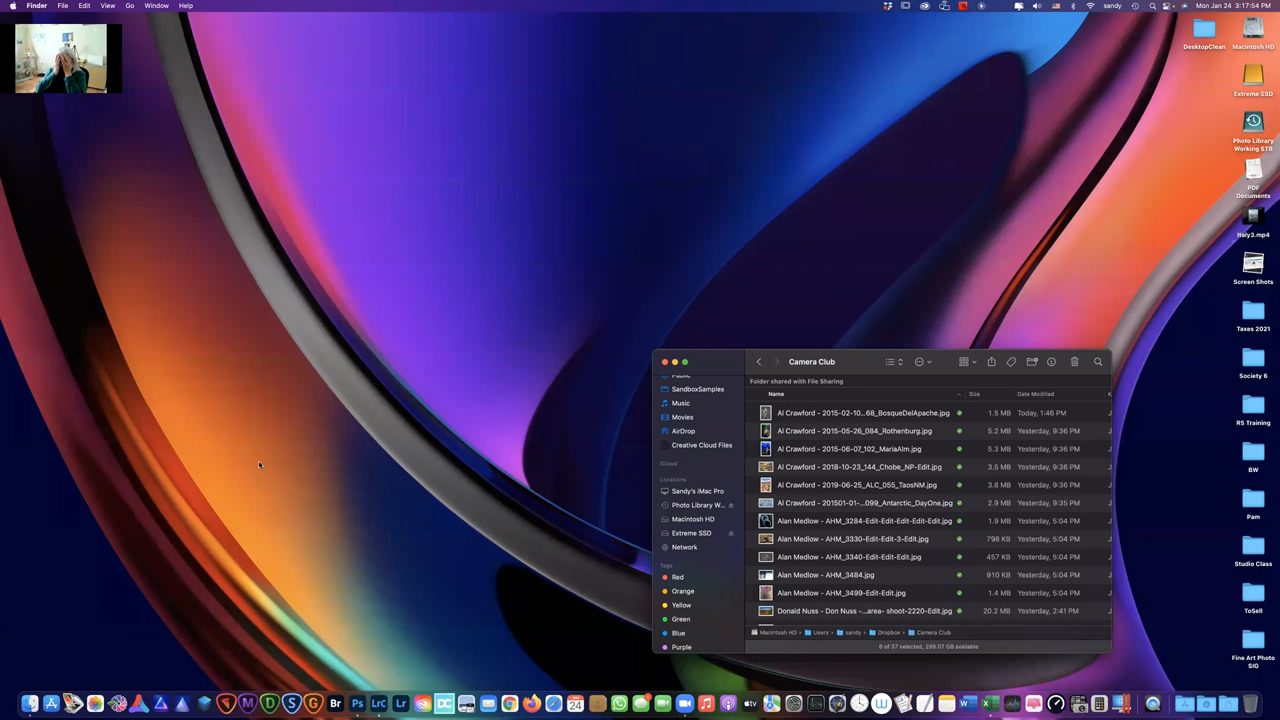 Finder File Edit View Go Window Help
sandy Mon Jan 24 3:17:54 PM
DesktopClean
Macintosh HD
Extreme SSD
Photo Library
Working STB
PDF
Documents
Italy3.mp4
Screen Shots
Taxes 2021
Society 6
R5 Training
BW
Pam
Studio Class
ToSell
Fine Art Photo
SIG
Camera Club
Folder shared with File Sharing
Name Size Date Modified K
Public
SandboxSamples
Music
Movies
AirDrop
Creative Cloud Files
iCloud
Locations
Sandy's iMac Pro
Photo Library W...
Macintosh HD
Extreme SSD
Network
Tags
Red
Orange
Yellow
Green
Blue
Purple
Al Crawford - 2015-02-10...68_BosqueDelApache.jpg 1.5 MB Today, 1:46 PM J
Al Crawford - 2015-05-26_084_Rothenburg.jpg 5.2 MB Yesterday, 9:36 PM J
Al Crawford - 2015-06-07_102_MariaAlm.jpg 5.3 MB Yesterday, 9:36 PM J
Al Crawford - 2018-10-23_144_Chobe_NP-Edit.jpg 3.5 MB Yesterday, 9:36 PM J
Al Crawford - 2019-06-25_ALC_055_TaosNM.jpg 3.8 MB Yesterday, 9:36 PM J
Al Crawford - 201501-01-...099_Antarctic_DayOne.jpg 2.9 MB Yesterday, 9:35 PM J
Alan Medlow - AHM_3284-Edit-Edit-Edit-Edit-Edit.jpg 1.9 MB Yesterday, 5:04 PM J
Alan Medlow - AHM_3330-Edit-Edit-3-Edit.jpg 798 KB Yesterday, 5:04 PM J
Alan Medlow - AHM_3340-Edit-Edit-Edit.jpg 457 KB Yesterday, 5:04 PM J
Alan Medlow - AHM_3484.jpg 910 KB Yesterday, 5:04 PM J
Alan Medlow - AHM_3499-Edit-Edit.jpg 1.4 MB Yesterday, 5:04 PM J
Donald Nuss - Don Nuss -...area- shoot-2220-Edit.jpg 20.2 MB Yesterday, 2:41 PM J
Macintosh HD › Users › sandy › Dropbox › Camera Club
6 of 37 selected, 299.07 GB available
M D S G Br Ps LrC Lr DC 24 tv W X